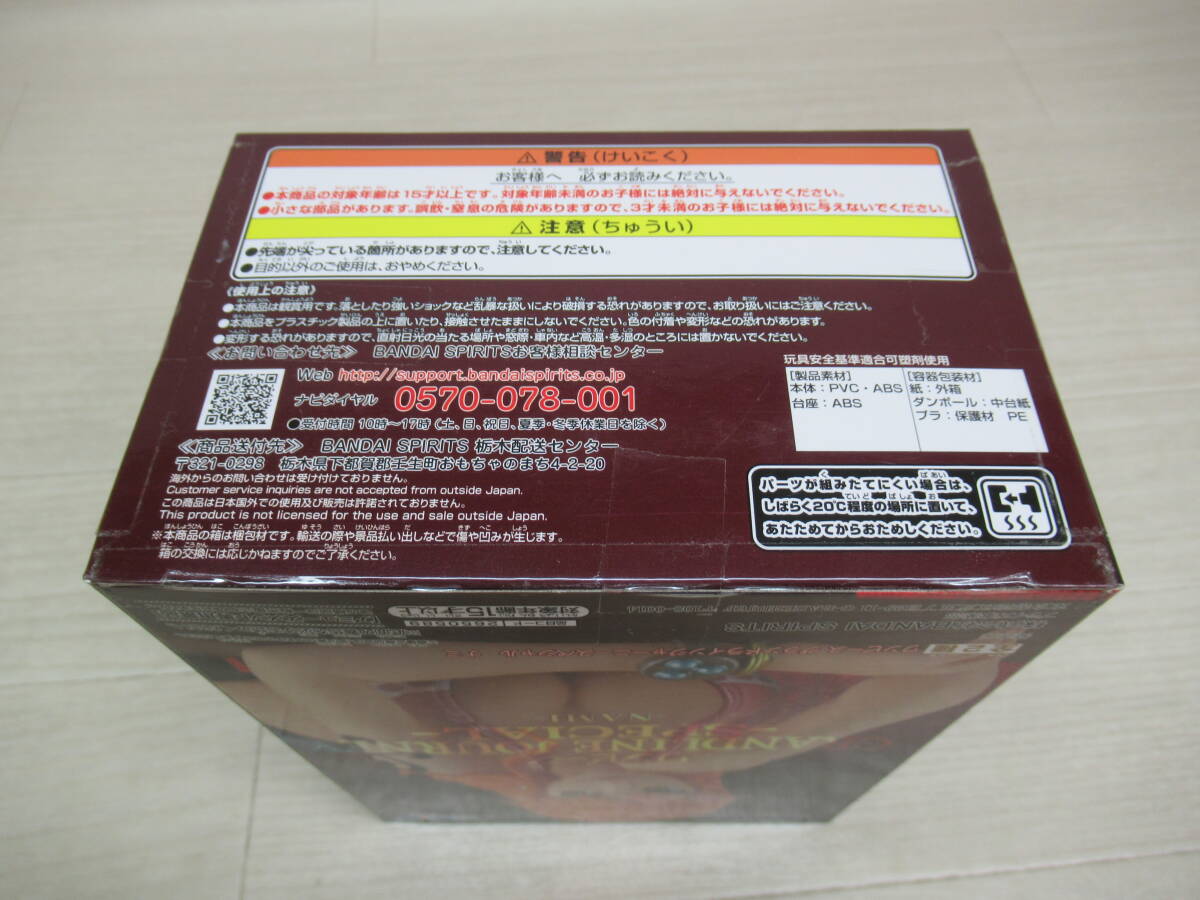 ⚠警告(けいこく)
お客様へ 必ずお読みください。
●本商品の対象年齢は15才以上です。対象年齢未満のお子様には絶対に与えないでください。
●小さな部品があります。誤飲・窒息の危険がありますので、3才未満のお子様には絶対に与えないでください。
⚠注意(ちゅうい)
●先端が尖っている箇所がありますので、注意してください。
●目的以外のご使用は、おやめください。
《使用上の注意》
●本商品は観賞用です。落としたり強いショックなど乱暴な扱いにより破損する恐れがありますので、お取り扱いにはご注意ください。
●本商品をプラスチック製品の上に置いたり、接触させたままにしないでください。色の付着や変形などの恐れがあります。
●変形する恐れがありますので、直射日光の当たる場所や窓際・車内など高温・多湿のところには置かないでください。
《お問い合わせ先》 BANDAI SPIRITSお客様相談センター
Web http://support.bandaispirits.co.jp
ナビダイヤル 0570-078-001
●受付時間 10時～17時(土、日、祝日、夏季・冬季休業日を除く)
《商品送付先》 BANDAI SPIRITS 栃木配送センター
〒321-0298 栃木県下都賀郡壬生町おもちゃのまち4-2-20
海外からのお問い合わせは受け付けておりません。
Customer service inquiries are not accepted from outside Japan.
この商品は日本国外での使用及び販売は許諾されておりません。
This product is not licensed for the use and sale outside Japan.
※本商品の箱は梱包材です。輸送の際や景品払い出しなどで傷や凹みが生じます。
箱の交換には応じかねますのでご了承ください。
玩具安全基準適合可塑剤使用
[製品素材]
本体:PVC・ABS
台座:ABS
[容器包装材]
紙:外箱
ダンボール:中台紙
プラ:保護材 PE
パーツが組みたてにくい場合は、
しばらく20℃程度の場所に置いて、
あたためてからおためしください。
対象年齢15才以上
2650583
BANDAI SPIRITS
NAMI